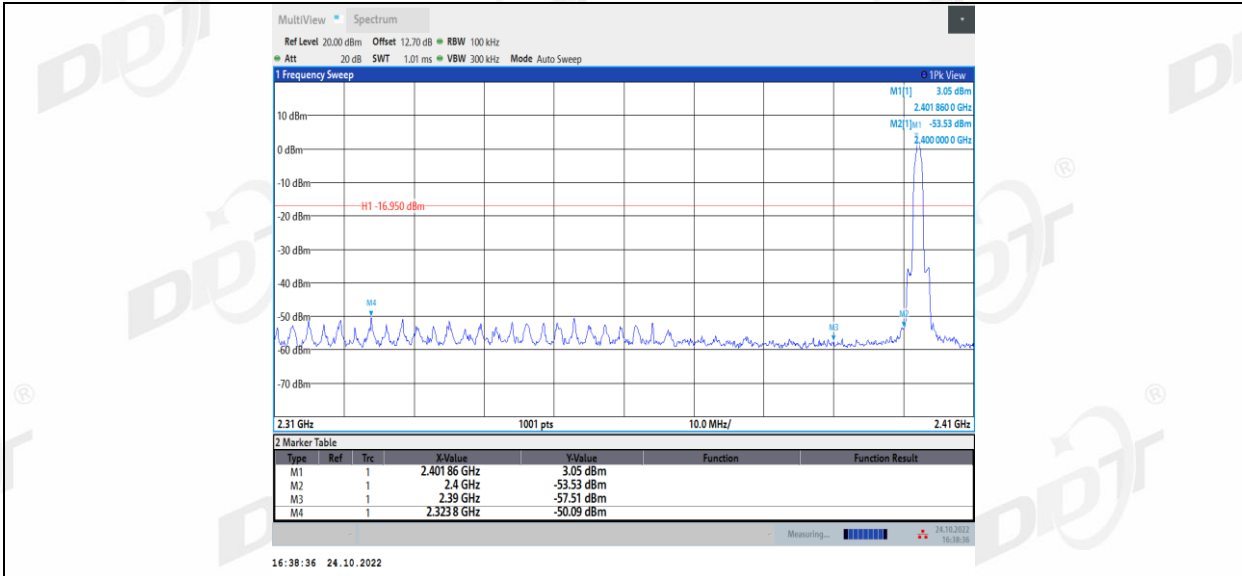 MultiView Spectrum
Ref Level 20.00 dBm Offset 12.70 dB RBW 100 kHz
Att 20 dB SWT 1.01 ms VBW 300 kHz Mode Auto Sweep
1 Frequency Sweep 1Pk View
M1[1] 3.05 dBm
2.401 860 0 GHz
M2[1] -53.53 dBm
M1
2.400 000 0 GHz
10 dBm
0 dBm
-10 dBm
H1 -16.950 dBm
-20 dBm
-30 dBm
-40 dBm
M4
-50 dBm
M2
M3
-60 dBm
-70 dBm
2.31 GHz 1001 pts 10.0 MHz/ 2.41 GHz
2 Marker Table
Type Ref Trc X-Value Y-Value Function Function Result
M1 1 2.401 86 GHz 3.05 dBm
M2 1 2.4 GHz -53.53 dBm
M3 1 2.39 GHz -57.51 dBm
M4 1 2.323 8 GHz -50.09 dBm
Measuring... 24.10.2022
16:38:36
16:38:36 24.10.2022
DDT
®